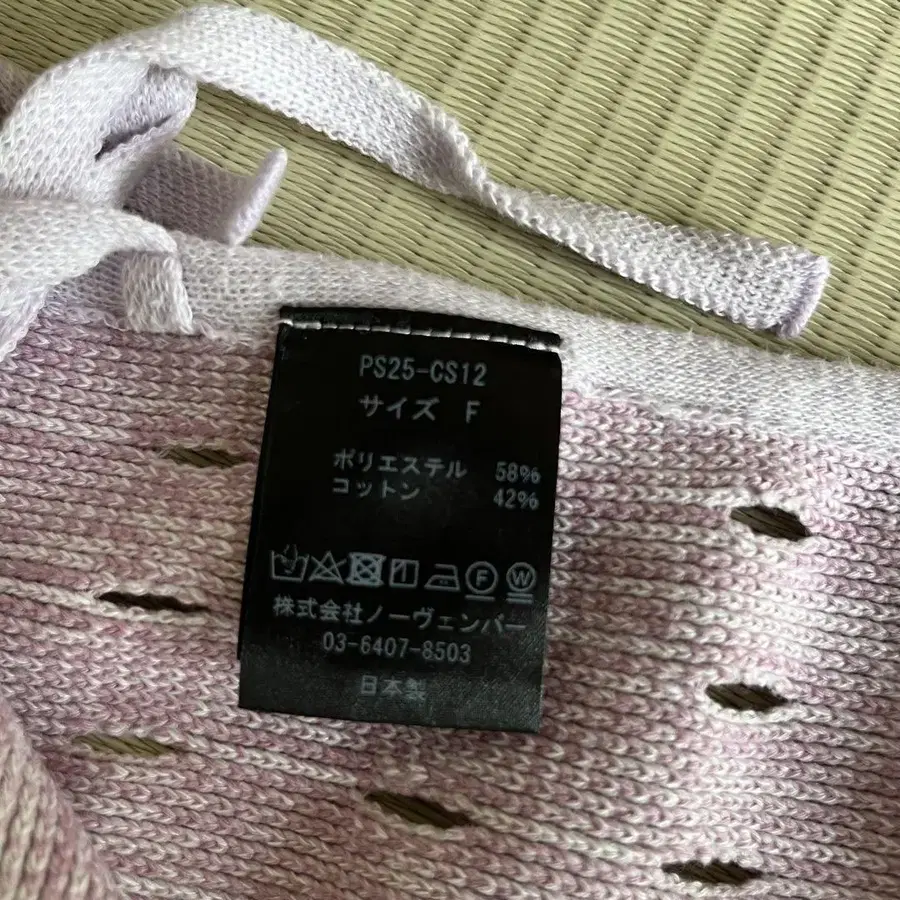 PS25-CS12
サイズ F
ポリエステル 58%
コットン 42%
F W
株式会社ノーヴェンバー
03-6407-8503
日本製